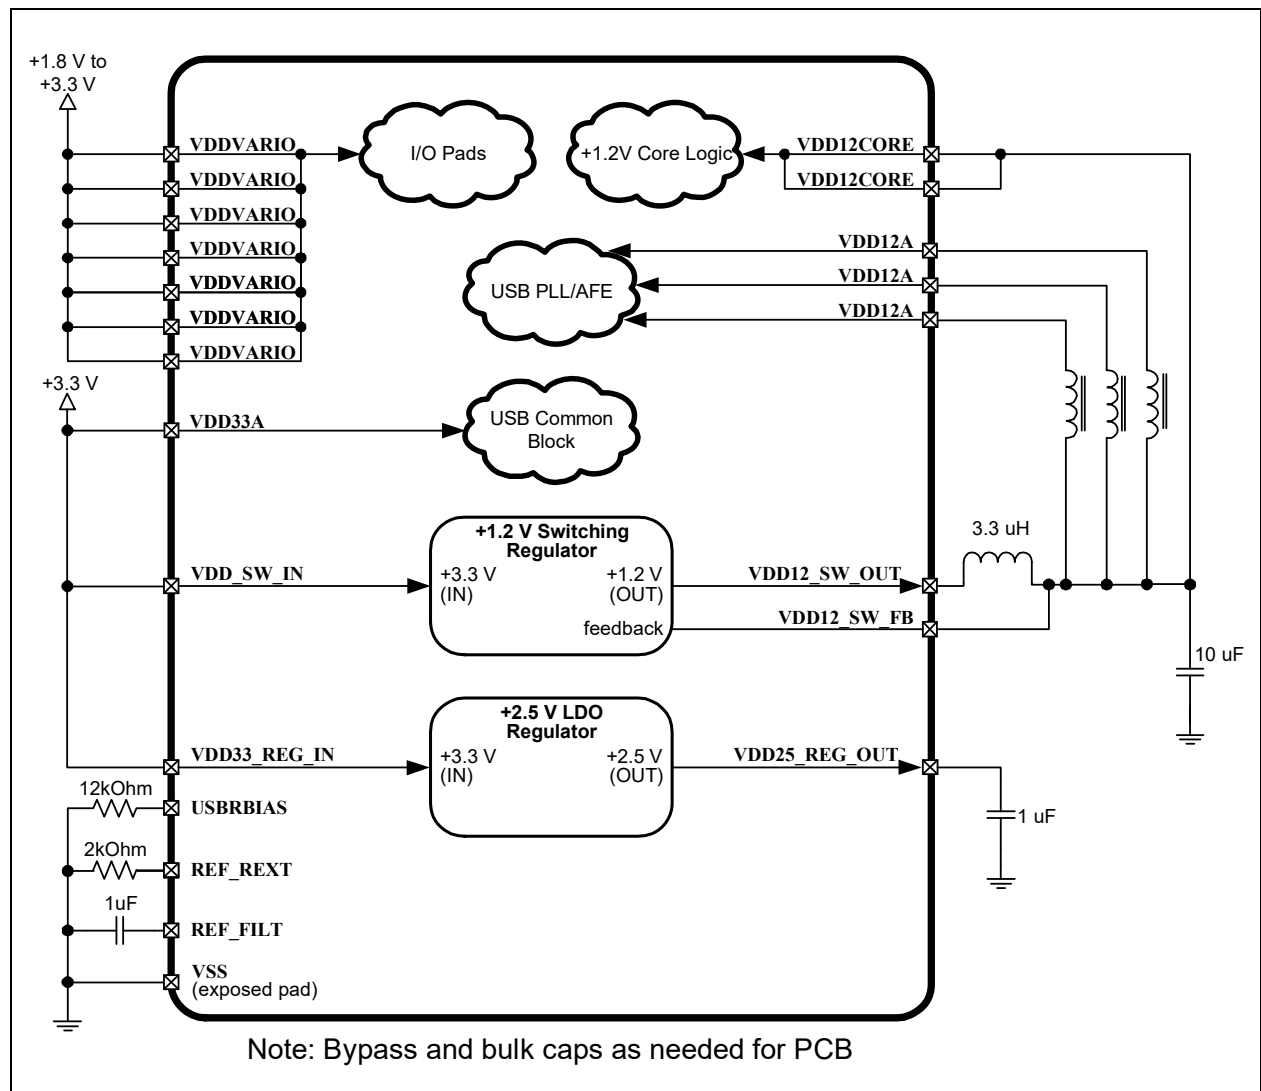 +1.8 V to
+3.3 V
VDDVARIO
VDDVARIO
VDDVARIO
VDDVARIO
VDDVARIO
VDDVARIO
VDDVARIO
I/O Pads
+1.2V Core Logic
VDD12CORE
VDD12CORE
USB PLL/AFE
VDD12A
VDD12A
VDD12A
+3.3 V
VDD33A
USB Common
Block
VDD_SW_IN
+1.2 V Switching
Regulator
+3.3 V
(IN)
+1.2 V
(OUT)
feedback
VDD12_SW_OUT
VDD12_SW_FB
3.3 uH
10 uF
VDD33_REG_IN
+2.5 V LDO
Regulator
+3.3 V
(IN)
+2.5 V
(OUT)
VDD25_REG_OUT
1 uF
12kOhm
USBRBIAS
2kOhm
REF_REXT
1uF
REF_FILT
VSS
(exposed pad)
Note: Bypass and bulk caps as needed for PCB